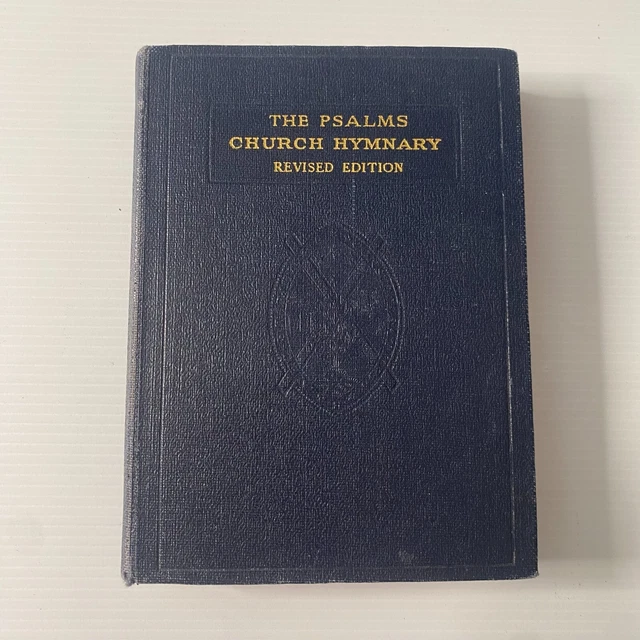 THE PSALMS
CHURCH HYMNARY
REVISED EDITION